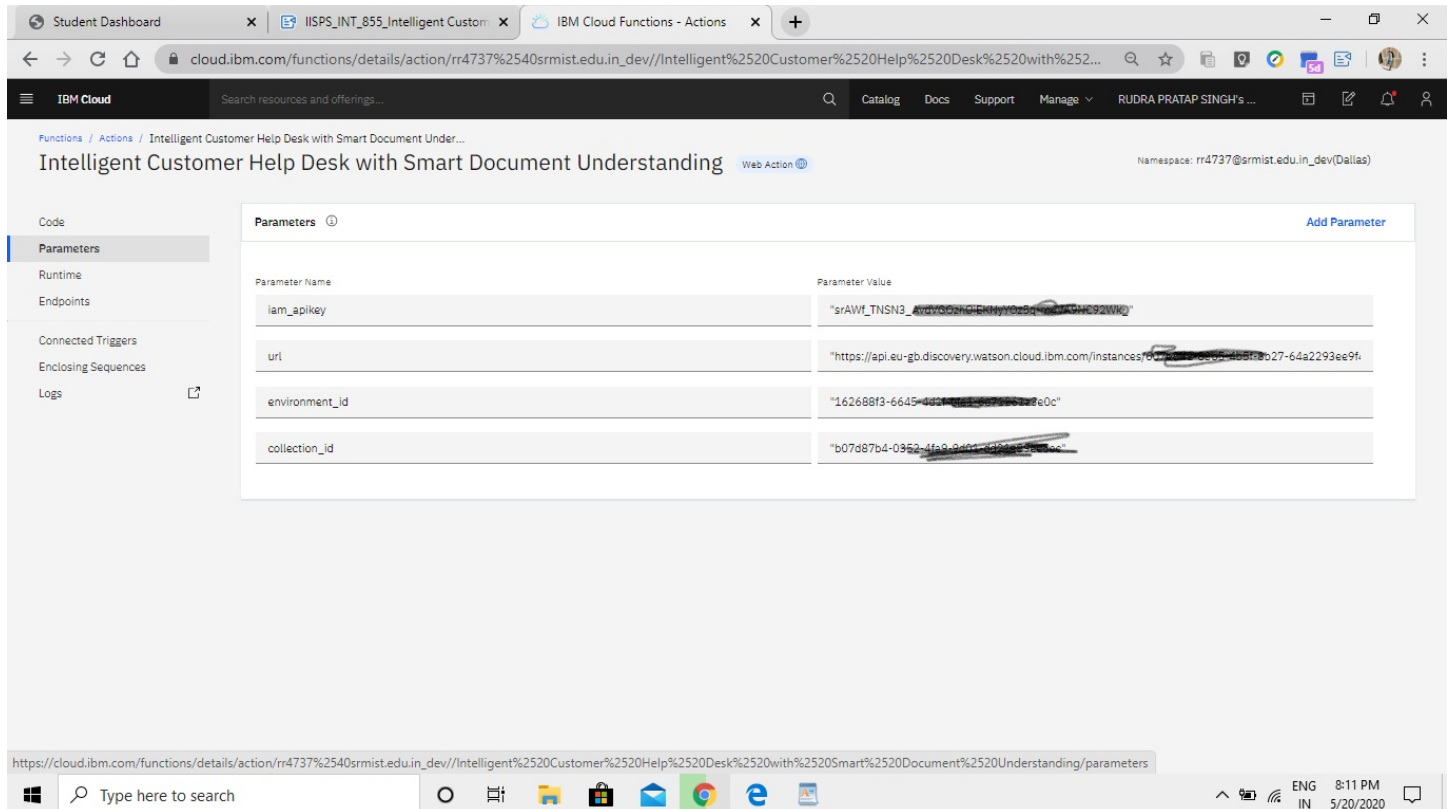 Student Dashboard
IISPS_INT_855_Intelligent Custom
IBM Cloud Functions - Actions
cloud.ibm.com/functions/details/action/rr4737%2540srmist.edu.in_dev//Intelligent%2520Customer%2520Help%2520Desk%2520with%252...
5d
IBM Cloud Search resources and offerings... Catalog Docs Support Manage RUDRA PRATAP SINGH's ...
Functions / Actions / Intelligent Customer Help Desk with Smart Document Under...
Intelligent Customer Help Desk with Smart Document Understanding Web Action
Namespace: rr4737@srmist.edu.in_dev(Dallas)
Code
Parameters
Runtime
Endpoints
Connected Triggers
Enclosing Sequences
Logs
Parameters Add Parameter
Parameter Name Parameter Value
iam_apikey "srAWf_TNSN3_
url "https://api.eu-gb.discovery.watson.cloud.ibm.com/instances/
environment_id "162688f3-6645-
collection_id "b07d87b4-
https://cloud.ibm.com/functions/details/action/rr4737%2540srmist.edu.in_dev//Intelligent%2520Customer%2520Help%2520Desk%2520with%2520Smart%2520Document%2520Understanding/parameters
Type here to search
ENG 8:11 PM
IN 5/20/2020